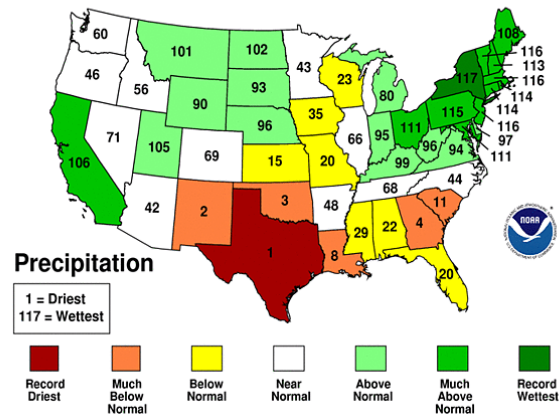 60
101
102
43
108
46
56
93
23
116
113
116
117
114
114
116
97
111
90
80
35
115
96
71
105
69
66
95
111
96
94
106
15
20
99
44
68
42
2
3
48
11
4
1
8
29
22
20
NOAA
Precipitation
1 = Driest
117 = Wettest
Record
Driest
Much
Below
Normal
Below
Normal
Near
Normal
Above
Normal
Much
Above
Normal
Record
Wettest